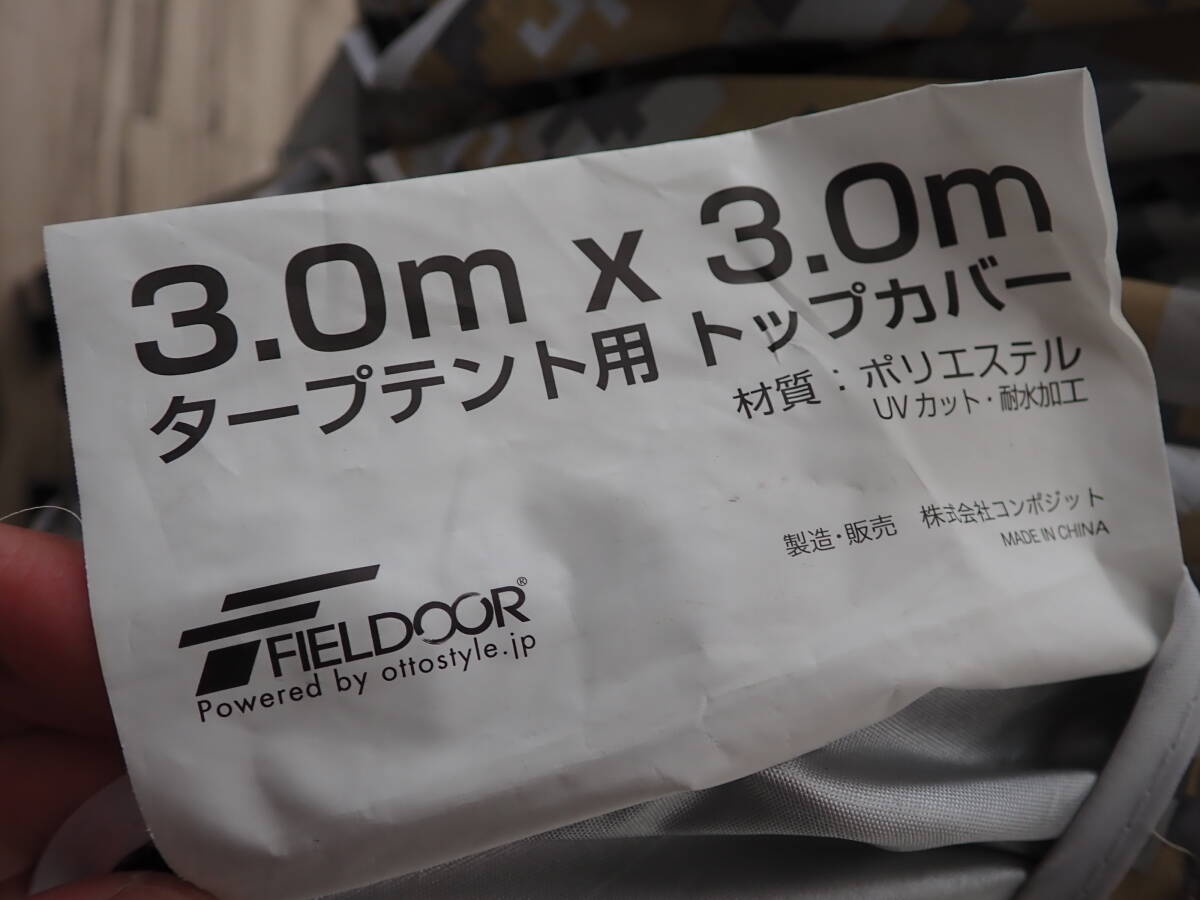 3.0m x 3.0m
タープテント用 トップカバー
材質：ポリエステル
UVカット・耐水加工
製造・販売 株式会社コンポジット
MADE IN CHINA
FIELDOOR®
Powered by ottostyle.jp